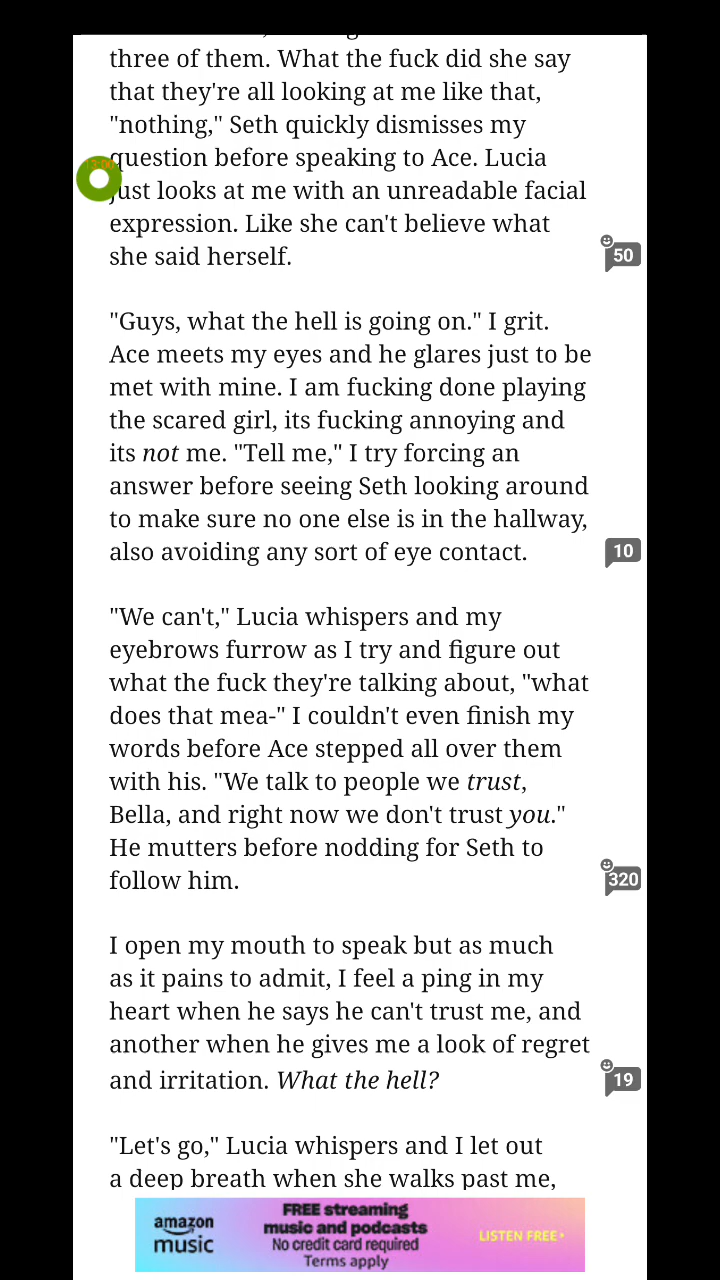 three of them. What the fuck did she say
that they're all looking at me like that,
"nothing," Seth quickly dismisses my
question before speaking to Ace. Lucia
just looks at me with an unreadable facial
expression. Like she can't believe what
she said herself.
50
"Guys, what the hell is going on." I grit.
Ace meets my eyes and he glares just to be
met with mine. I am fucking done playing
the scared girl, its fucking annoying and
its not me. "Tell me," I try forcing an
answer before seeing Seth looking around
to make sure no one else is in the hallway,
also avoiding any sort of eye contact.
10
"We can't," Lucia whispers and my
eyebrows furrow as I try and figure out
what the fuck they're talking about, "what
does that mea-" I couldn't even finish my
words before Ace stepped all over them
with his. "We talk to people we trust,
Bella, and right now we don't trust you."
He mutters before nodding for Seth to
follow him.
320
I open my mouth to speak but as much
as it pains to admit, I feel a ping in my
heart when he says he can't trust me, and
another when he gives me a look of regret
and irritation. What the hell?
19
"Let's go," Lucia whispers and I let out
a deep breath when she walks past me,
amazon
music
FREE streaming
music and podcasts
No credit card required
Terms apply
LISTEN FREE